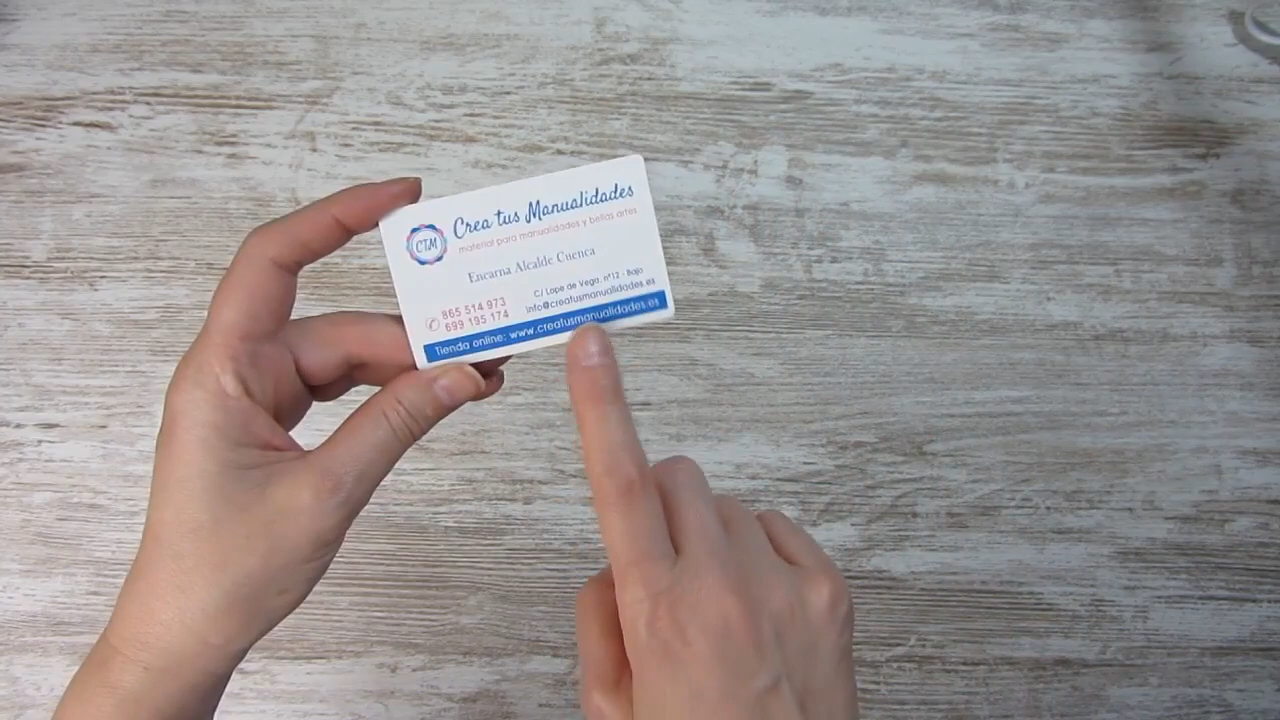 CTM
Crea tus Manualidades
material para manualidades y bellas artes
Encarna Alcalde Cuenca
865 514 973
699 195 174
C/ Lope de Vega, nº12 - Bajo
info@creatusmanualidades.es
Tienda online: www.creatusmanualidades.es